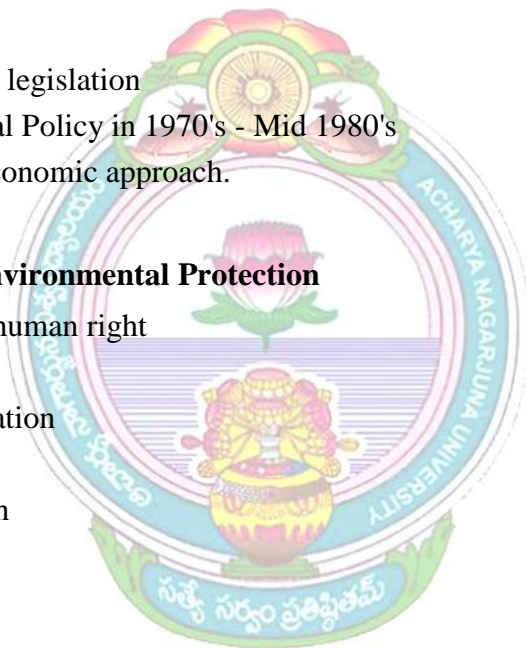 legislation
al Policy in 1970's - Mid 1980's
conomic approach.
nvironmental Protection
human right
ation
ACHARYA NAGARJUNA UNIVERSITY
సత్యే సర్వం ప్రతిష్ఠితమ్